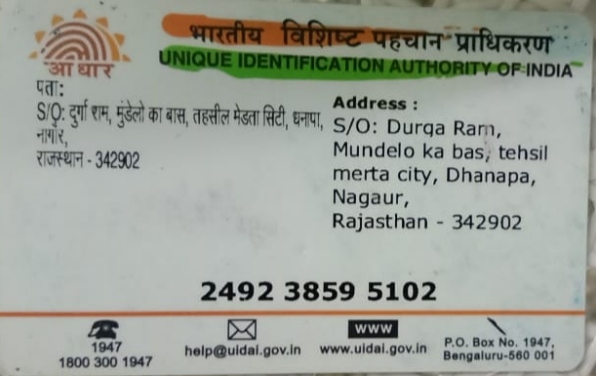 भारतीय विशिष्ट पहचान प्राधिकरण
UNIQUE IDENTIFICATION AUTHORITY OF INDIA
आधार
पता:
S/O: दुर्गा राम, मुंडेलो का बास, तहसील मेडता सिटी, धनापा,
नागौर,
राजस्थान - 342902
Address :
S/O: Durga Ram,
Mundelo ka bas, tehsil
merta city, Dhanapa,
Nagaur,
Rajasthan - 342902
2492 3859 5102
1947
1800 300 1947
help@uidai.gov.in
WWW
www.uidai.gov.in
P.O. Box No. 1947,
Bengaluru-560 001